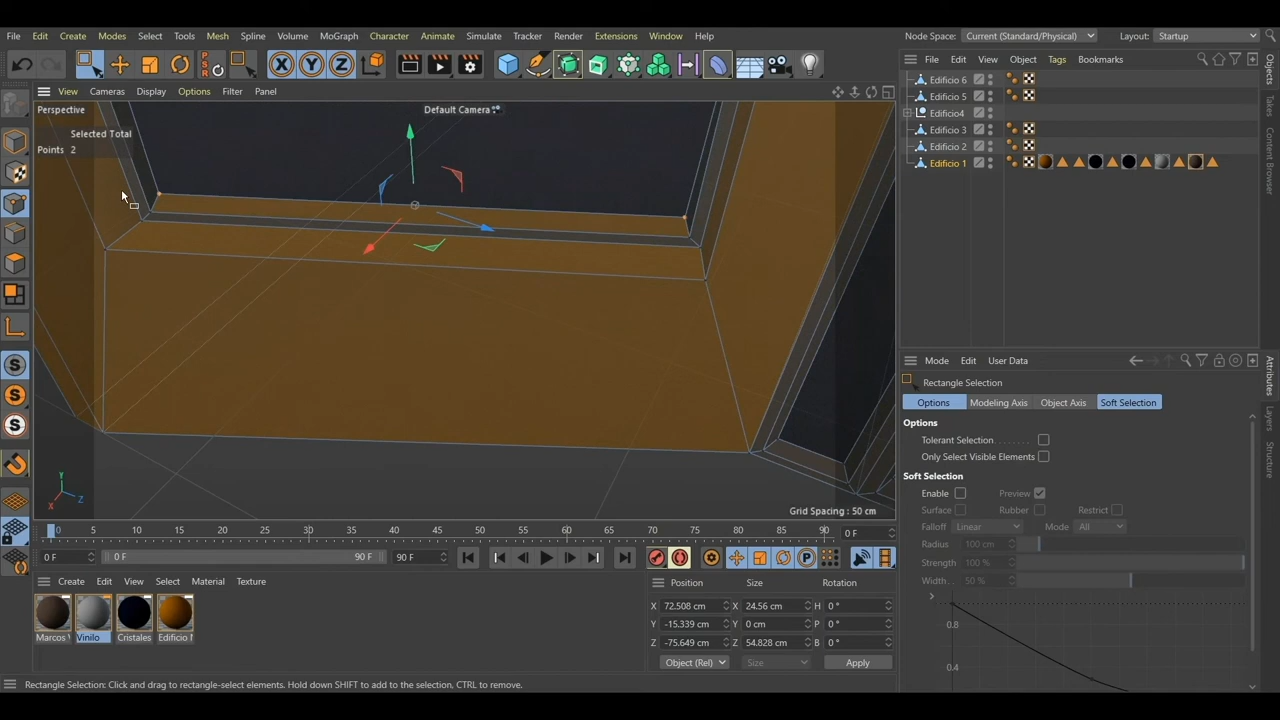 File Edit Create Modes Select Tools Mesh Spline Volume MoGraph Character Animate Simulate Tracker Render Extensions Window Help
Node Space: Current (Standard/Physical) Layout: Startup
X Y Z
PSR
File Edit View Object Tags Bookmarks
View Cameras Display Options Filter Panel
Perspective
Default Camera
Selected Total
Points 2
Edificio 6
Edificio 5
Edificio4
Edificio 3
Edificio 2
Edificio 1
Objects
Takes
Content Browser
Mode Edit User Data
Rectangle Selection
Options Modeling Axis Object Axis Soft Selection
Options
Tolerant Selection
Only Select Visible Elements
Soft Selection
Enable Preview
Surface Rubber Restrict
Falloff Linear Mode All
Radius 100 cm
Strength 100 %
Width 50 %
0.8
0.4
Attributes
Layers
Structure
S
S
S
Y
X Z
Grid Spacing : 50 cm
0 5 10 15 20 25 30 35 40 45 50 55 60 65 70 75 80 85 90 0 F
0 F 0 F 90 F 90 F
P
Create Edit View Select Material Texture
Vinilo Cristales
Position Size Rotation
X 72.508 cm X 24.56 cm H 0 °
Y -15.339 cm Y 0 cm P 0 °
Z -75.649 cm Z 54.828 cm B 0 °
Object (Rel) Size Apply
Rectangle Selection: Click and drag to rectangle-select elements. Hold down SHIFT to add to the selection, CTRL to remove.